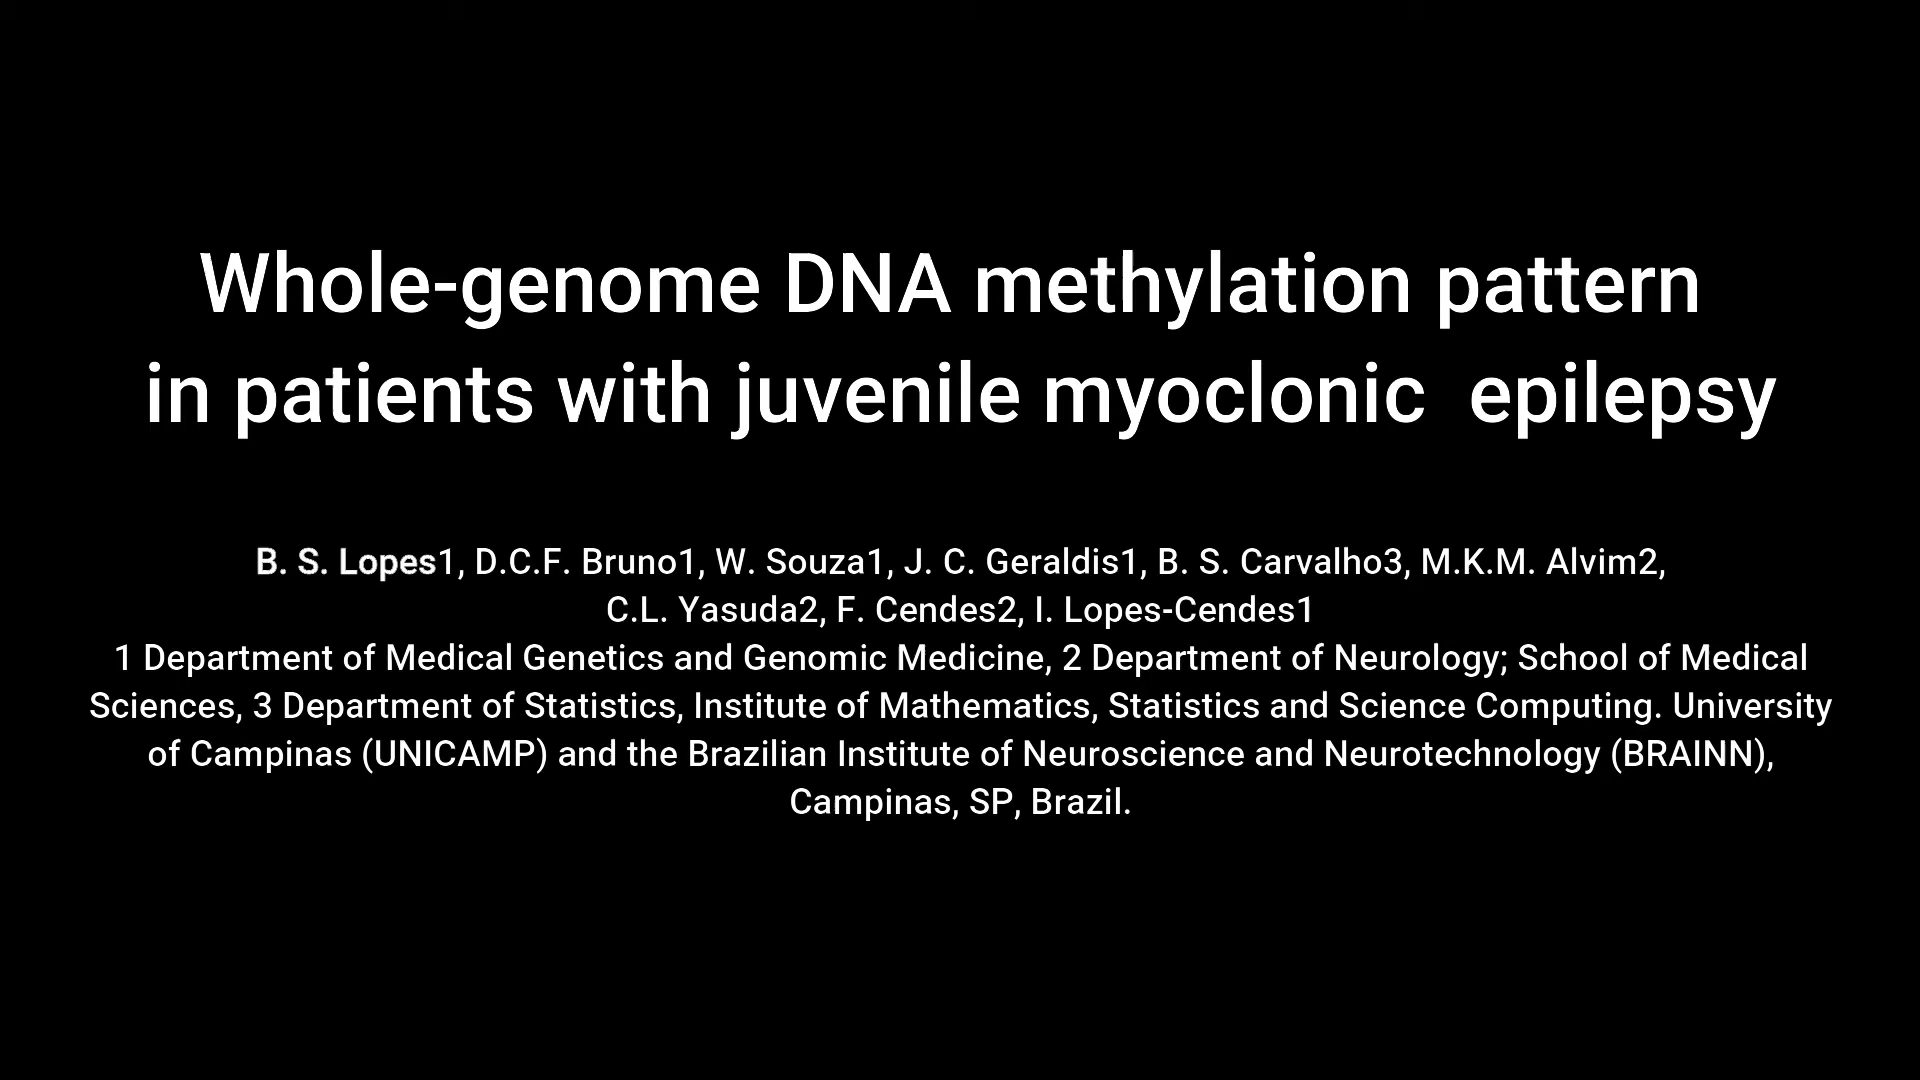 Whole-genome DNA methylation pattern
in patients with juvenile myoclonic  epilepsy
B. S. Lopes1, D.C.F. Bruno1, W. Souza1, J. C. Geraldis1, B. S. Carvalho3, M.K.M. Alvim2,
C.L. Yasuda2, F. Cendes2, I. Lopes-Cendes1
1 Department of Medical Genetics and Genomic Medicine, 2 Department of Neurology; School of Medical
Sciences, 3 Department of Statistics, Institute of Mathematics, Statistics and Science Computing. University
of Campinas (UNICAMP) and the Brazilian Institute of Neuroscience and Neurotechnology (BRAINN),
Campinas, SP, Brazil.